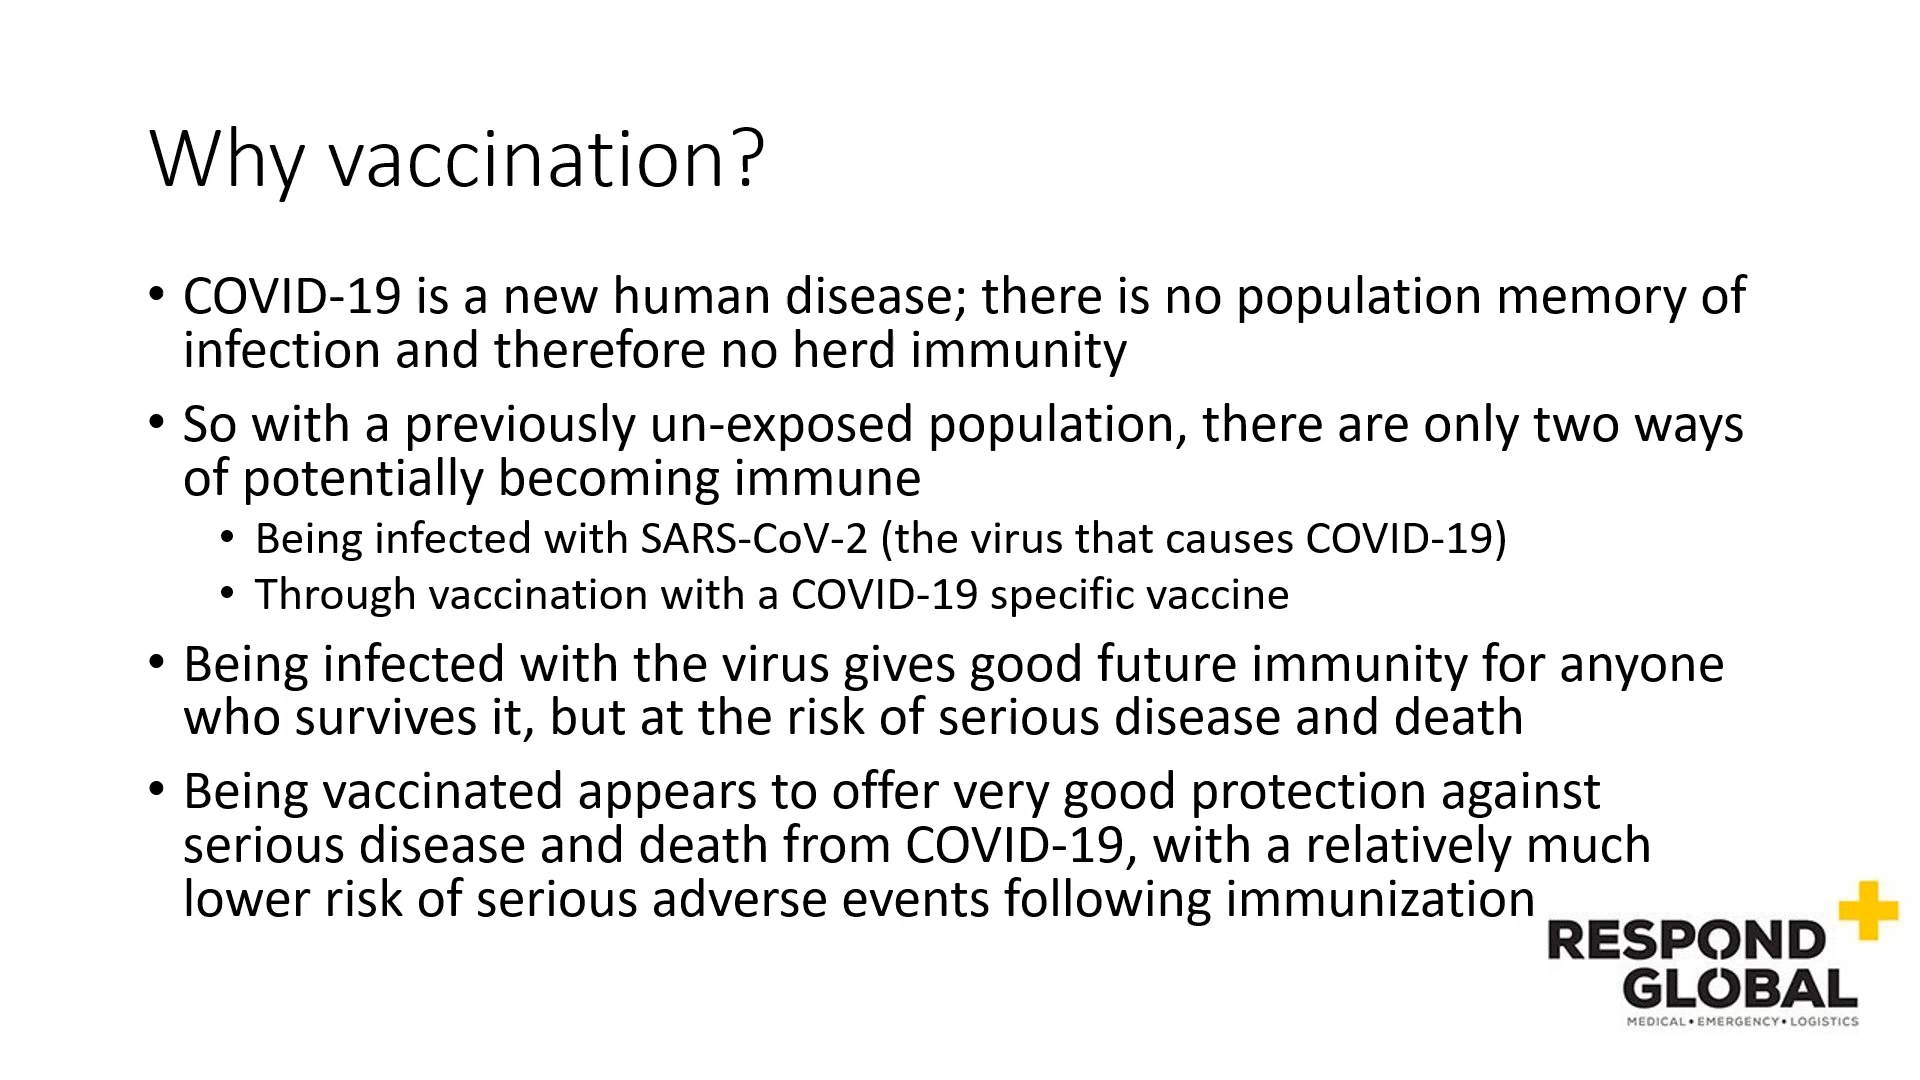 Why vaccination?
• COVID-19 is a new human disease; there is no population memory of
infection and therefore no herd immunity
• So with a previously un-exposed population, there are only two ways
of potentially becoming immune
• Being infected with SARS-CoV-2 (the virus that causes COVID-19)
• Through vaccination with a COVID-19 specific vaccine
• Being infected with the virus gives good future immunity for anyone
who survives it, but at the risk of serious disease and death
• Being vaccinated appears to offer very good protection against
serious disease and death from COVID-19, with a relatively much
lower risk of serious adverse events following immunization
RESPOND
GLOBAL
MEDICAL • EMERGENCY • LOGISTICS